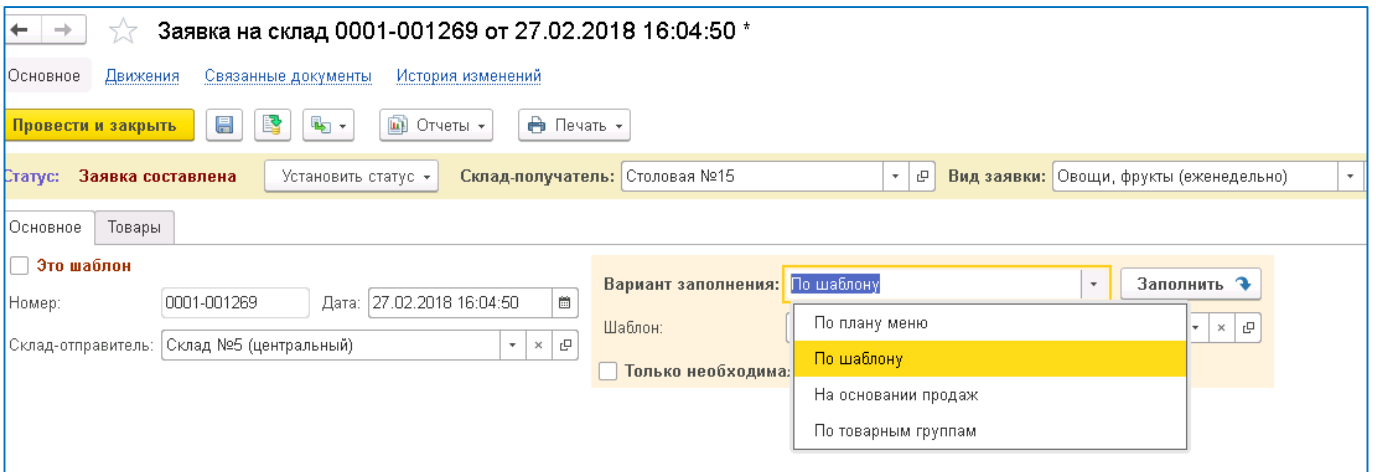 Заявка на склад 0001-001269 от 27.02.2018 16:04:50 *
Основное Движения Связанные документы История изменений
Провести и закрыть Отчеты Печать
Статус: Заявка составлена Установить статус Склад-получатель: Столовая №15 Вид заявки: Овощи, фрукты (еженедельно)
Основное Товары
Это шаблон
Вариант заполнения: По шаблону Заполнить
Номер: 0001-001269 Дата: 27.02.2018 16:04:50
По плану меню
Шаблон:
Склад-отправитель: Склад №5 (центральный)
По шаблону
Только
На основании продаж
По товарным группам